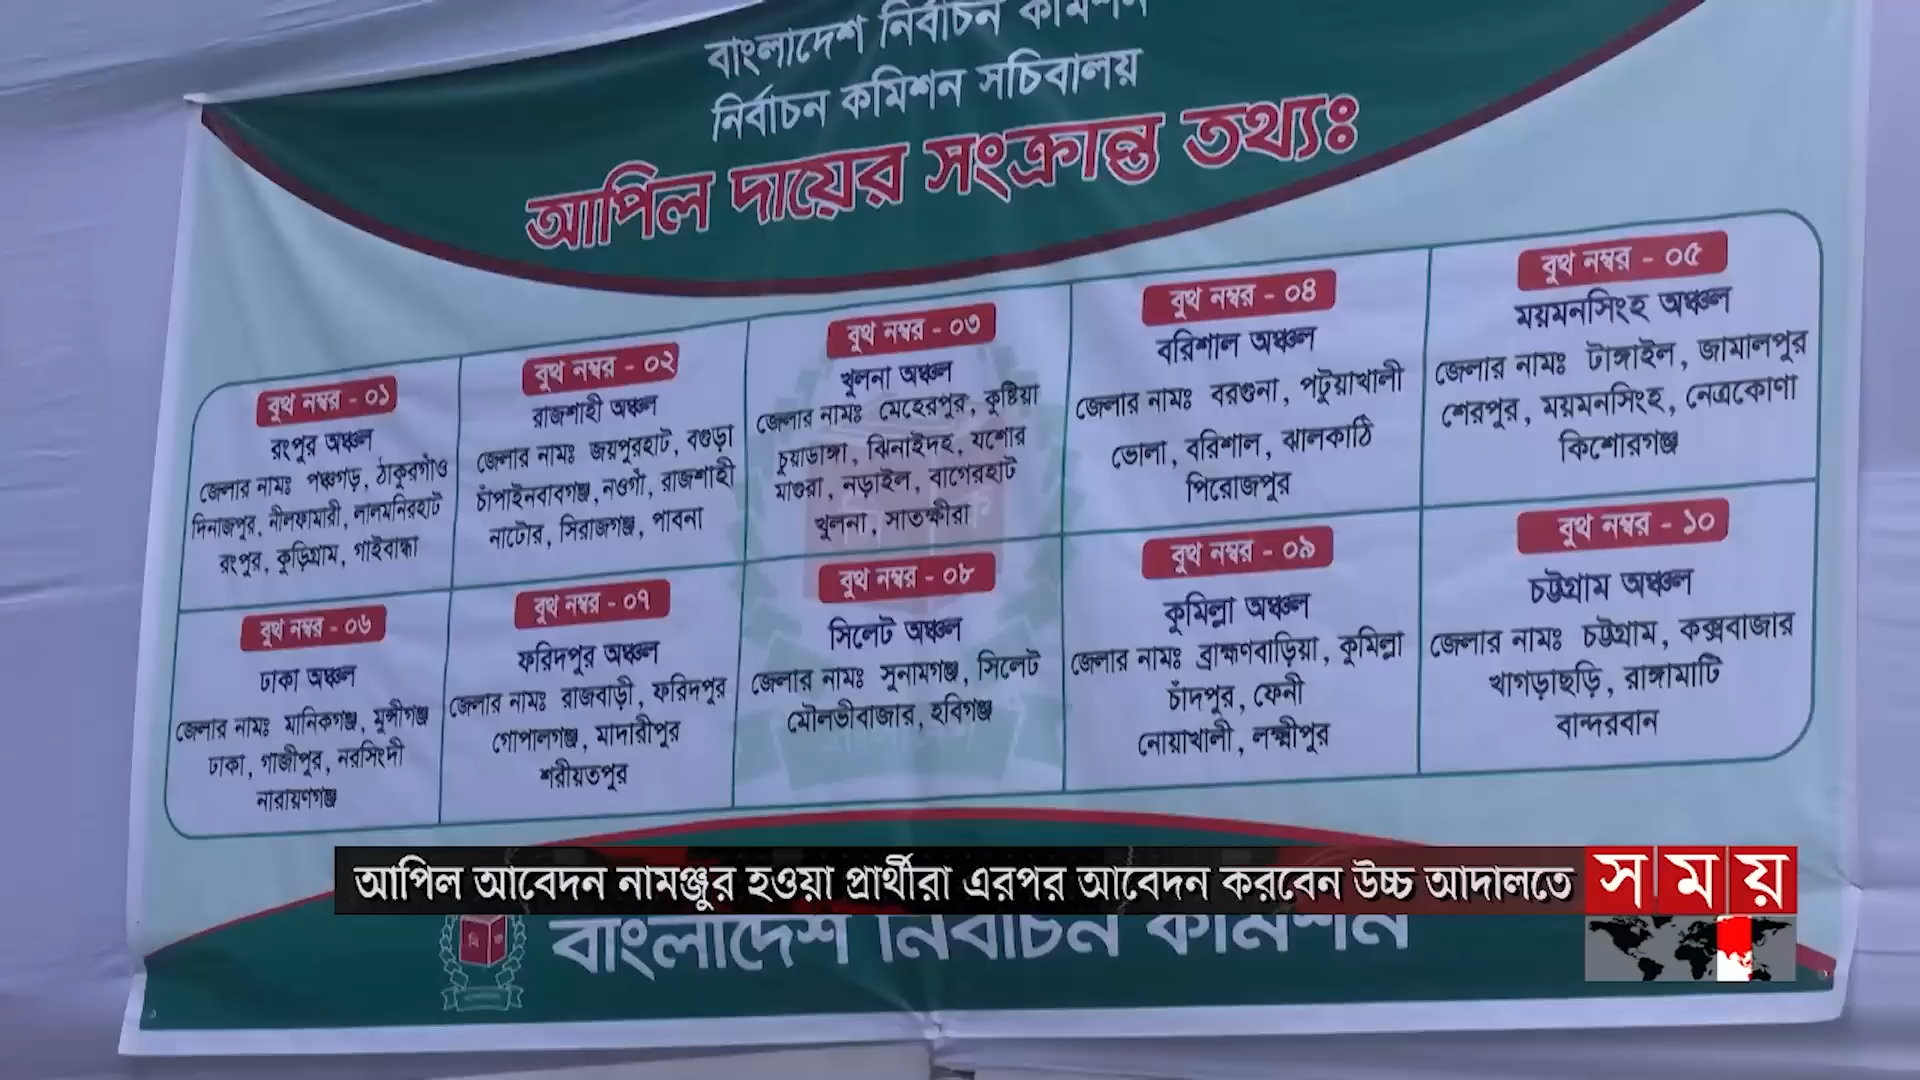 বাংলাদেশ নির্বাচন কমিশন
নির্বাচন কমিশন সচিবালয়
আপিল দায়ের সংক্রান্ত তথ্যঃ
বুথ নম্বর - ০১
রংপুর অঞ্চল
জেলার নামঃ পঞ্চগড়, ঠাকুরগাঁও
দিনাজপুর, নীলফামারী, লালমনিরহাট
রংপুর, কুড়িগ্রাম, গাইবান্ধা
বুথ নম্বর - ০২
রাজশাহী অঞ্চল
জেলার নামঃ জয়পুরহাট, বগুড়া
চাঁপাইনবাবগঞ্জ, নওগাঁ, রাজশাহী
নাটোর, সিরাজগঞ্জ, পাবনা
বুথ নম্বর - ০৩
খুলনা অঞ্চল
জেলার নামঃ মেহেরপুর, কুষ্টিয়া
চুয়াডাঙ্গা, ঝিনাইদহ, যশোর
মাগুরা, নড়াইল, বাগেরহাট
খুলনা, সাতক্ষীরা
বুথ নম্বর - ০৪
বরিশাল অঞ্চল
জেলার নামঃ বরগুনা, পটুয়াখালী
ভোলা, বরিশাল, ঝালকাঠি
পিরোজপুর
বুথ নম্বর - ০৫
ময়মনসিংহ অঞ্চল
জেলার নামঃ টাঙ্গাইল, জামালপুর
শেরপুর, ময়মনসিংহ, নেত্রকোণা
কিশোরগঞ্জ
বুথ নম্বর - ০৬
ঢাকা অঞ্চল
জেলার নামঃ মানিকগঞ্জ, মুন্সীগঞ্জ
ঢাকা, গাজীপুর, নরসিংদী
নারায়ণগঞ্জ
বুথ নম্বর - ০৭
ফরিদপুর অঞ্চল
জেলার নামঃ রাজবাড়ী, ফরিদপুর
গোপালগঞ্জ, মাদারীপুর
শরীয়তপুর
বুথ নম্বর - ০৮
সিলেট অঞ্চল
জেলার নামঃ সুনামগঞ্জ, সিলেট
মৌলভীবাজার, হবিগঞ্জ
বুথ নম্বর - ০৯
কুমিল্লা অঞ্চল
জেলার নামঃ ব্রাহ্মণবাড়িয়া, কুমিল্লা
চাঁদপুর, ফেনী
নোয়াখালী, লক্ষ্মীপুর
বুথ নম্বর - ১০
চট্টগ্রাম অঞ্চল
জেলার নামঃ চট্টগ্রাম, কক্সবাজার
খাগড়াছড়ি, রাঙ্গামাটি
বান্দরবান
আপিল আবেদন নামঞ্জুর হওয়া প্রার্থীরা এরপর আবেদন করবেন উচ্চ আদালতে
সময়
বাংলাদেশ নির্বাচন কমিশন